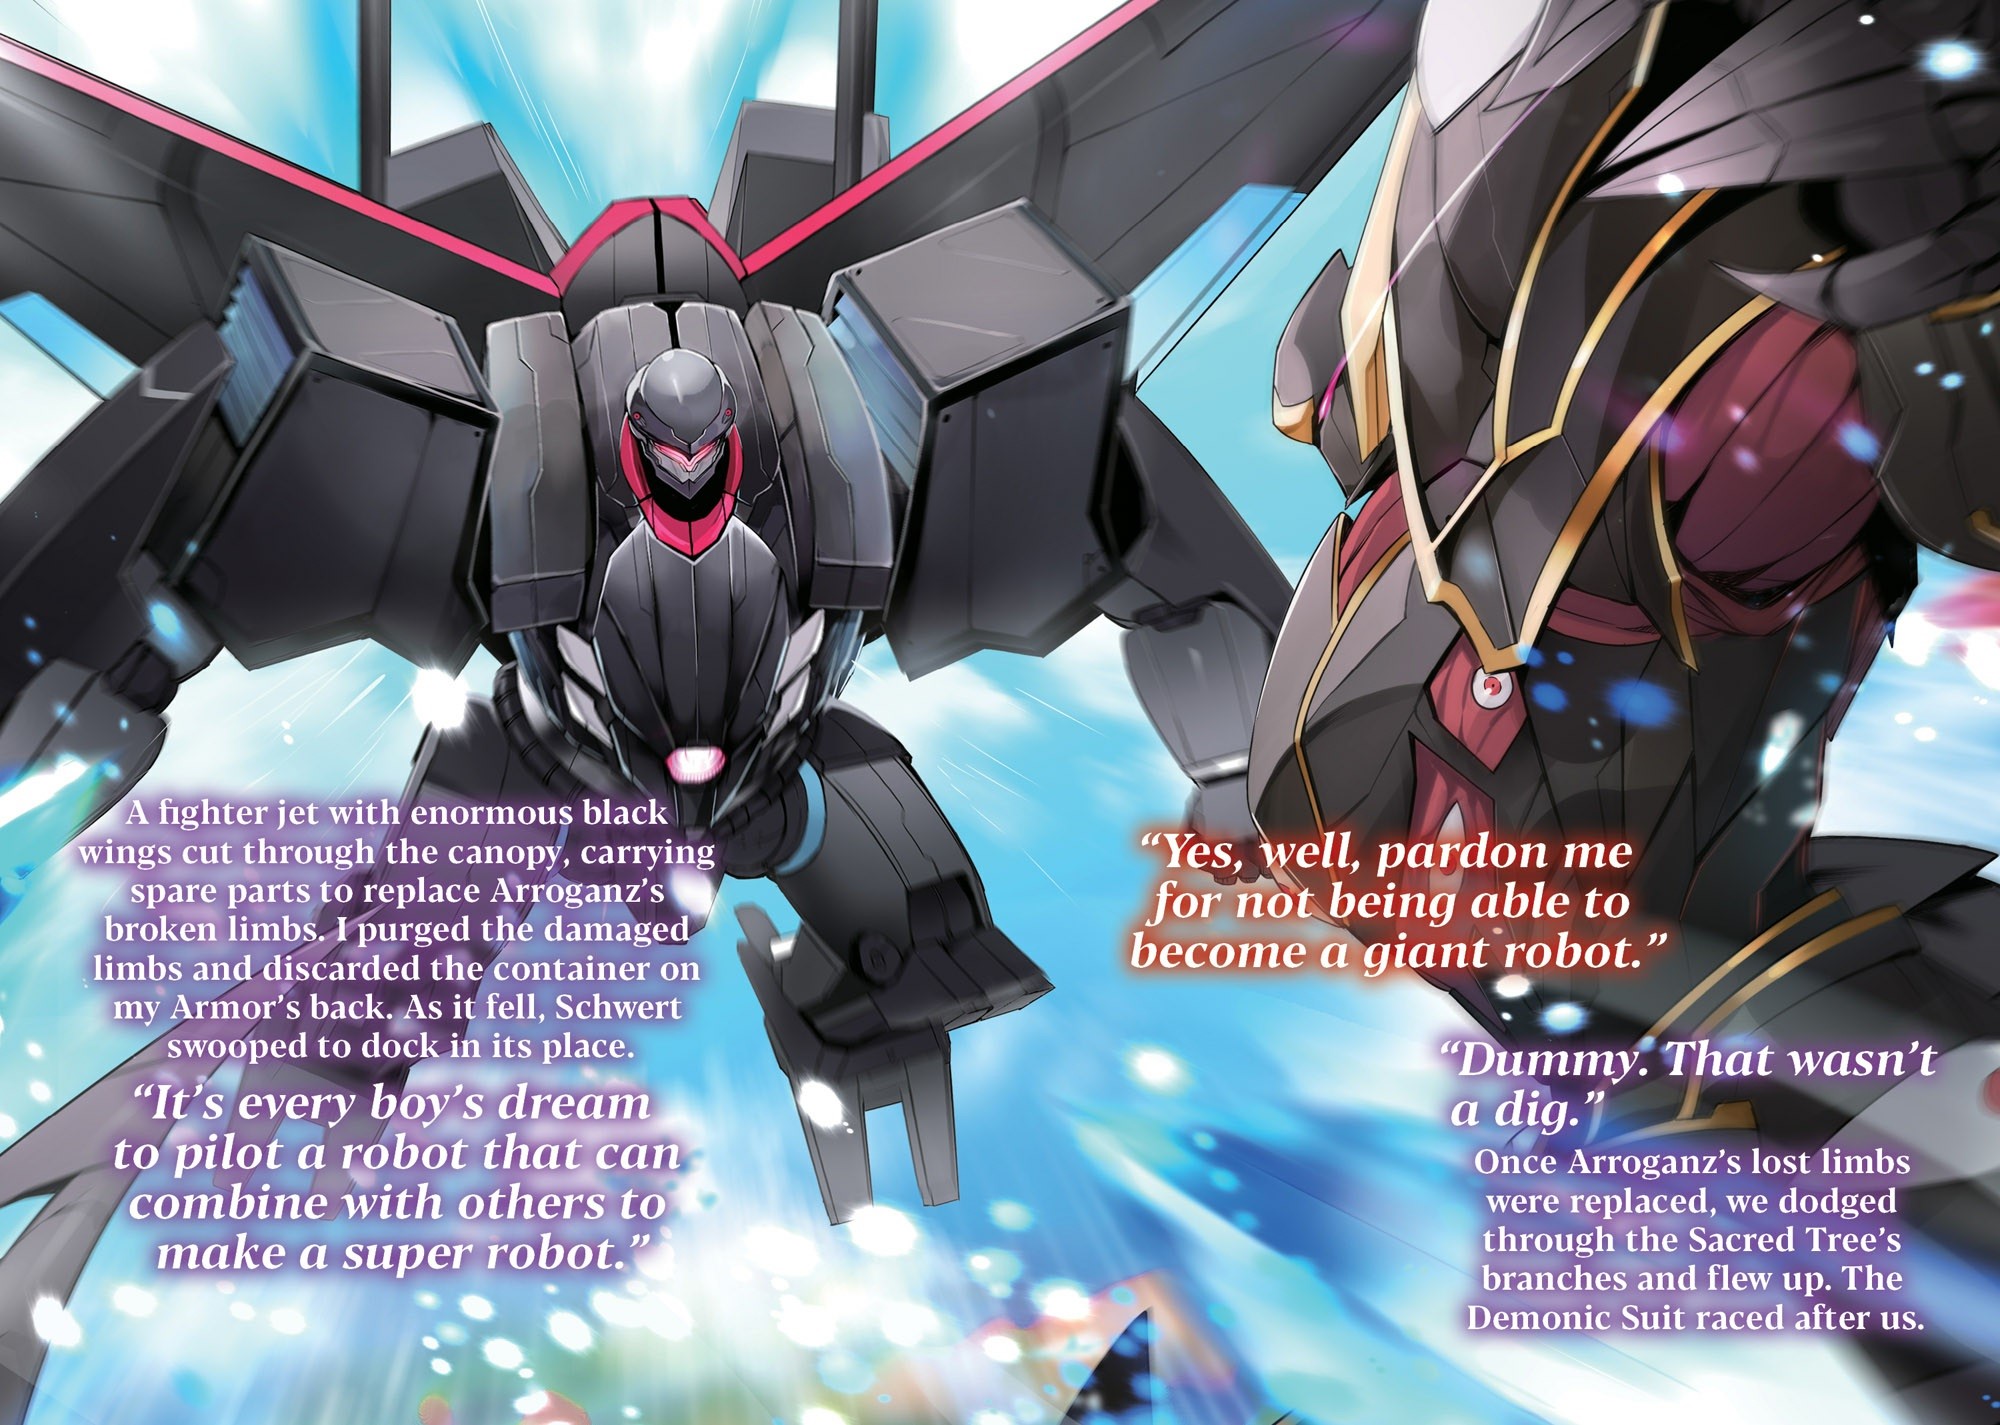 A fighter jet with enormous black
wings cut through the canopy, carrying
spare parts to replace Arroganz’s
broken limbs. I purged the damaged
limbs and discarded the container on
my Armor’s back. As it fell, Schwert
swooped to dock in its place.
“It’s every boy’s dream
to pilot a robot that can
combine with others to
make a super robot.”
“Yes, well, pardon me
for not being able to
become a giant robot.”
“Dummy. That wasn’t
a dig.”
Once Arroganz’s lost limbs
were replaced, we dodged
through the Sacred Tree’s
branches and flew up. The
Demonic Suit raced after us.